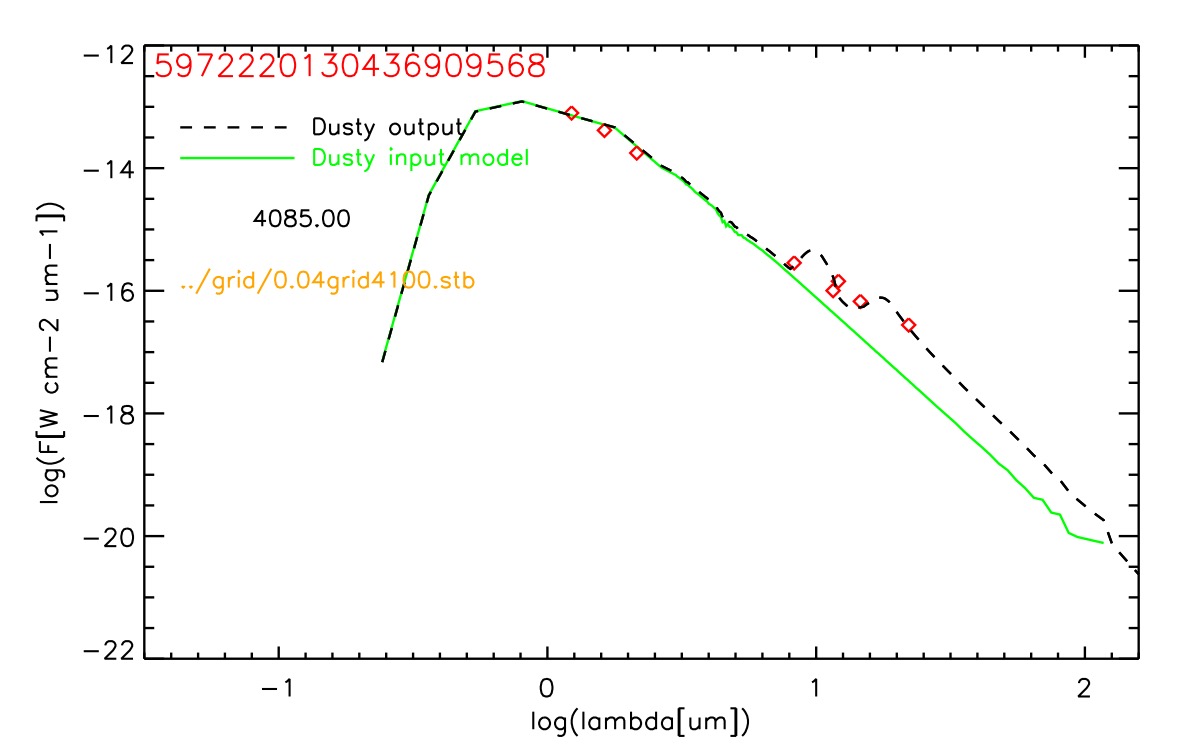 5972220130436909568
Dusty output
Dusty input model
4085.00
../grid/0.04grid4100.stb
log(F[W cm-2 um-1])
-12
-14
-16
-18
-20
-22
-1
0
1
2
log(lambda[um])